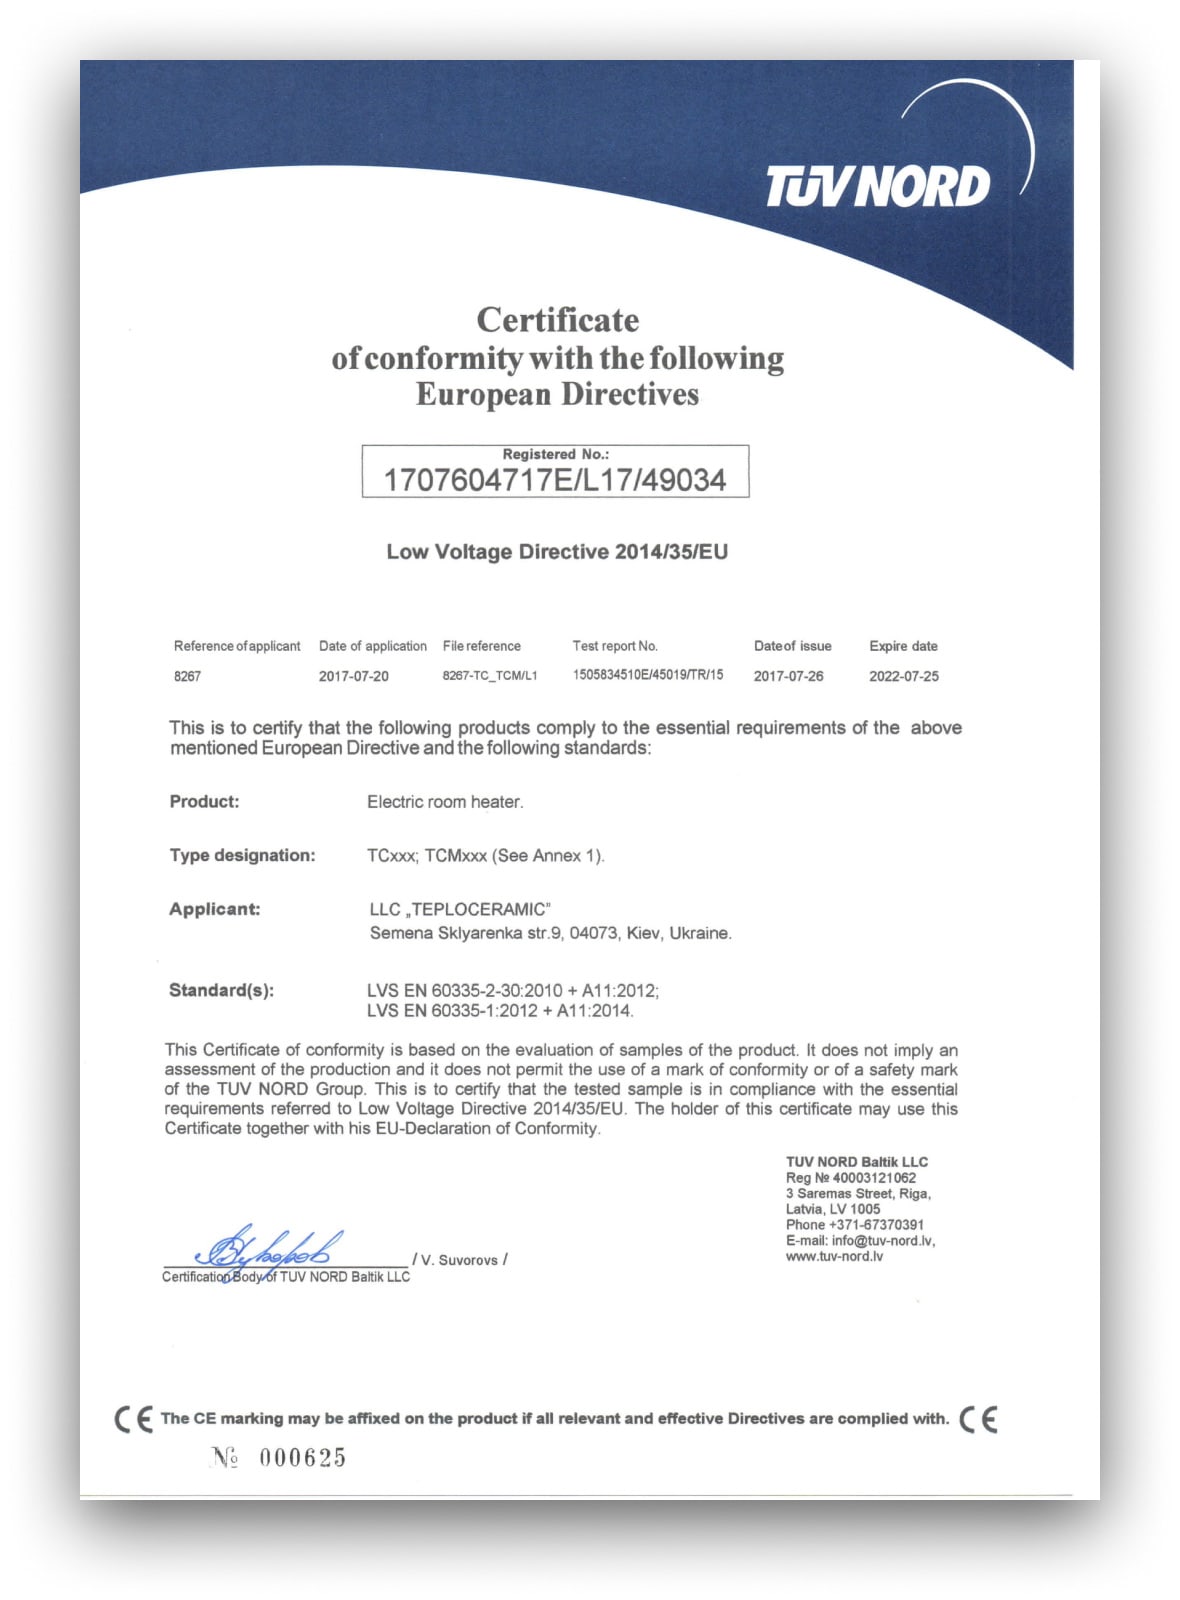 TÜV NORD
Certificate
of conformity with the following
European Directives
Registered No.:
1707604717E/L17/49034
Low Voltage Directive 2014/35/EU
Reference of applicant Date of application File reference Test report No. Date of issue Expire date
8267 2017-07-20 8267-TC_TCM/L1 1505834510E/45019/TR/15 2017-07-26 2022-07-25
This is to certify that the following products comply to the essential requirements of the above
mentioned European Directive and the following standards:
Product: Electric room heater.
Type designation: TCxxx; TCMxxx (See Annex 1).
Applicant: LLC „TEPLOCERAMIC"
Semena Sklyarenka str.9, 04073, Kiev, Ukraine.
Standard(s): LVS EN 60335-2-30:2010 + A11:2012;
LVS EN 60335-1:2012 + A11:2014.
This Certificate of conformity is based on the evaluation of samples of the product. It does not imply an
assessment of the production and it does not permit the use of a mark of conformity or of a safety mark
of the TUV NORD Group. This is to certify that the tested sample is in compliance with the essential
requirements referred to Low Voltage Directive 2014/35/EU. The holder of this certificate may use this
Certificate together with his EU-Declaration of Conformity.
TUV NORD Baltik LLC
Reg № 40003121062
3 Saremas Street, Riga,
Latvia, LV 1005
Phone +371-67370391
E-mail: info@tuv-nord.lv,
www.tuv-nord.lv
/ V. Suvorovs /
Certification Body of TUV NORD Baltik LLC
CE The CE marking may be affixed on the product if all relevant and effective Directives are complied with. CE
№ 000625